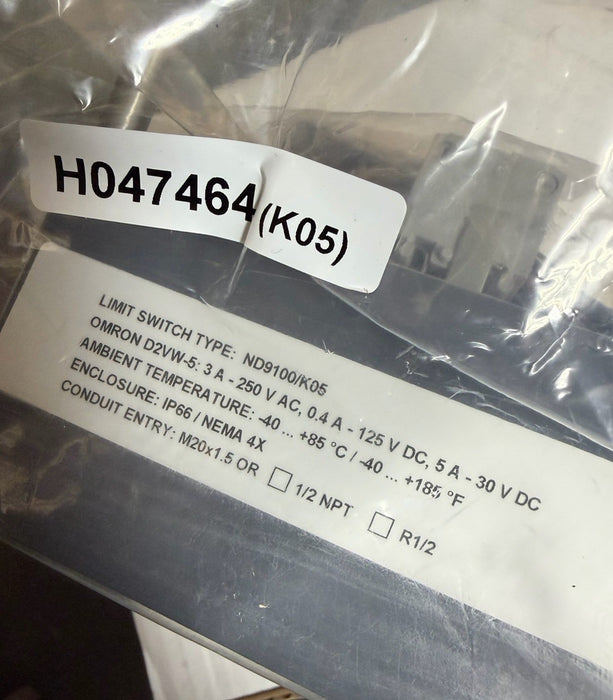 H047464(K05)
LIMIT SWITCH TYPE: ND9100/K05
OMRON D2VW-5: 3 A - 250 V AC, 0.4 A - 125 V DC, 5 A - 30 V DC
AMBIENT TEMPERATURE: -40 ... +85 °C / -40 ... +185 °F
ENCLOSURE: IP66 / NEMA 4X
CONDUIT ENTRY: M20x1.5 OR ☐ 1/2 NPT ☐ R1/2